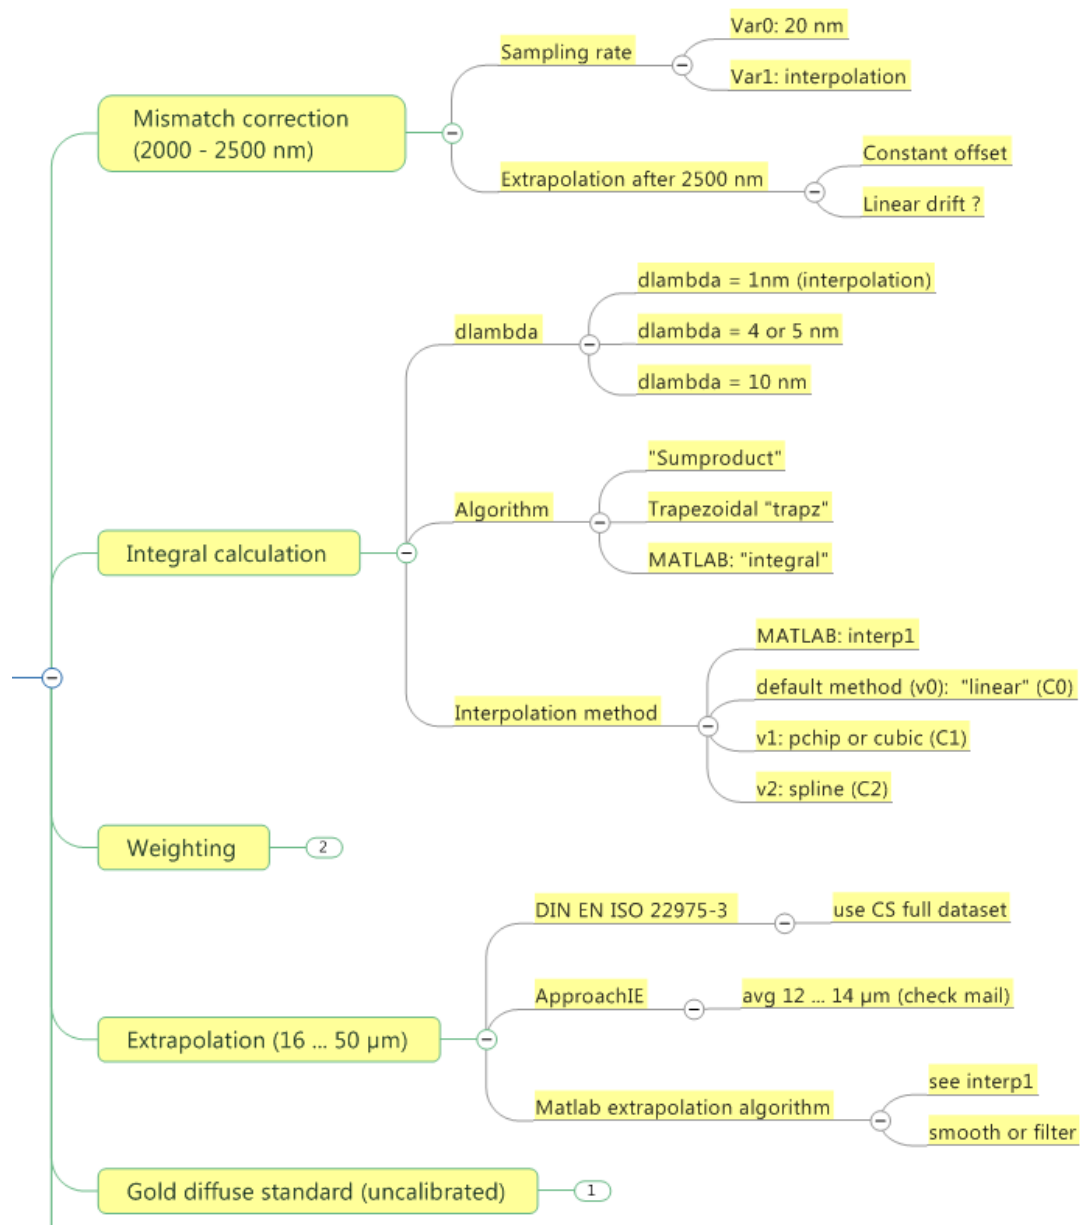 Mismatch correction
(2000 - 2500 nm)
Sampling rate
Var0: 20 nm
Var1: interpolation
Extrapolation after 2500 nm
Constant offset
Linear drift ?
Integral calculation
dlambda
dlambda = 1nm (interpolation)
dlambda = 4 or 5 nm
dlambda = 10 nm
Algorithm
"Sumproduct"
Trapezoidal "trapz"
MATLAB: "integral"
Interpolation method
MATLAB: interp1
default method (v0):  "linear" (C0)
v1: pchip or cubic (C1)
v2: spline (C2)
Weighting
2
Extrapolation (16 ... 50 µm)
DIN EN ISO 22975-3
use CS full dataset
ApproachIE
avg 12 ... 14 µm (check mail)
Matlab extrapolation algorithm
see interp1
smooth or filter
Gold diffuse standard (uncalibrated)
1